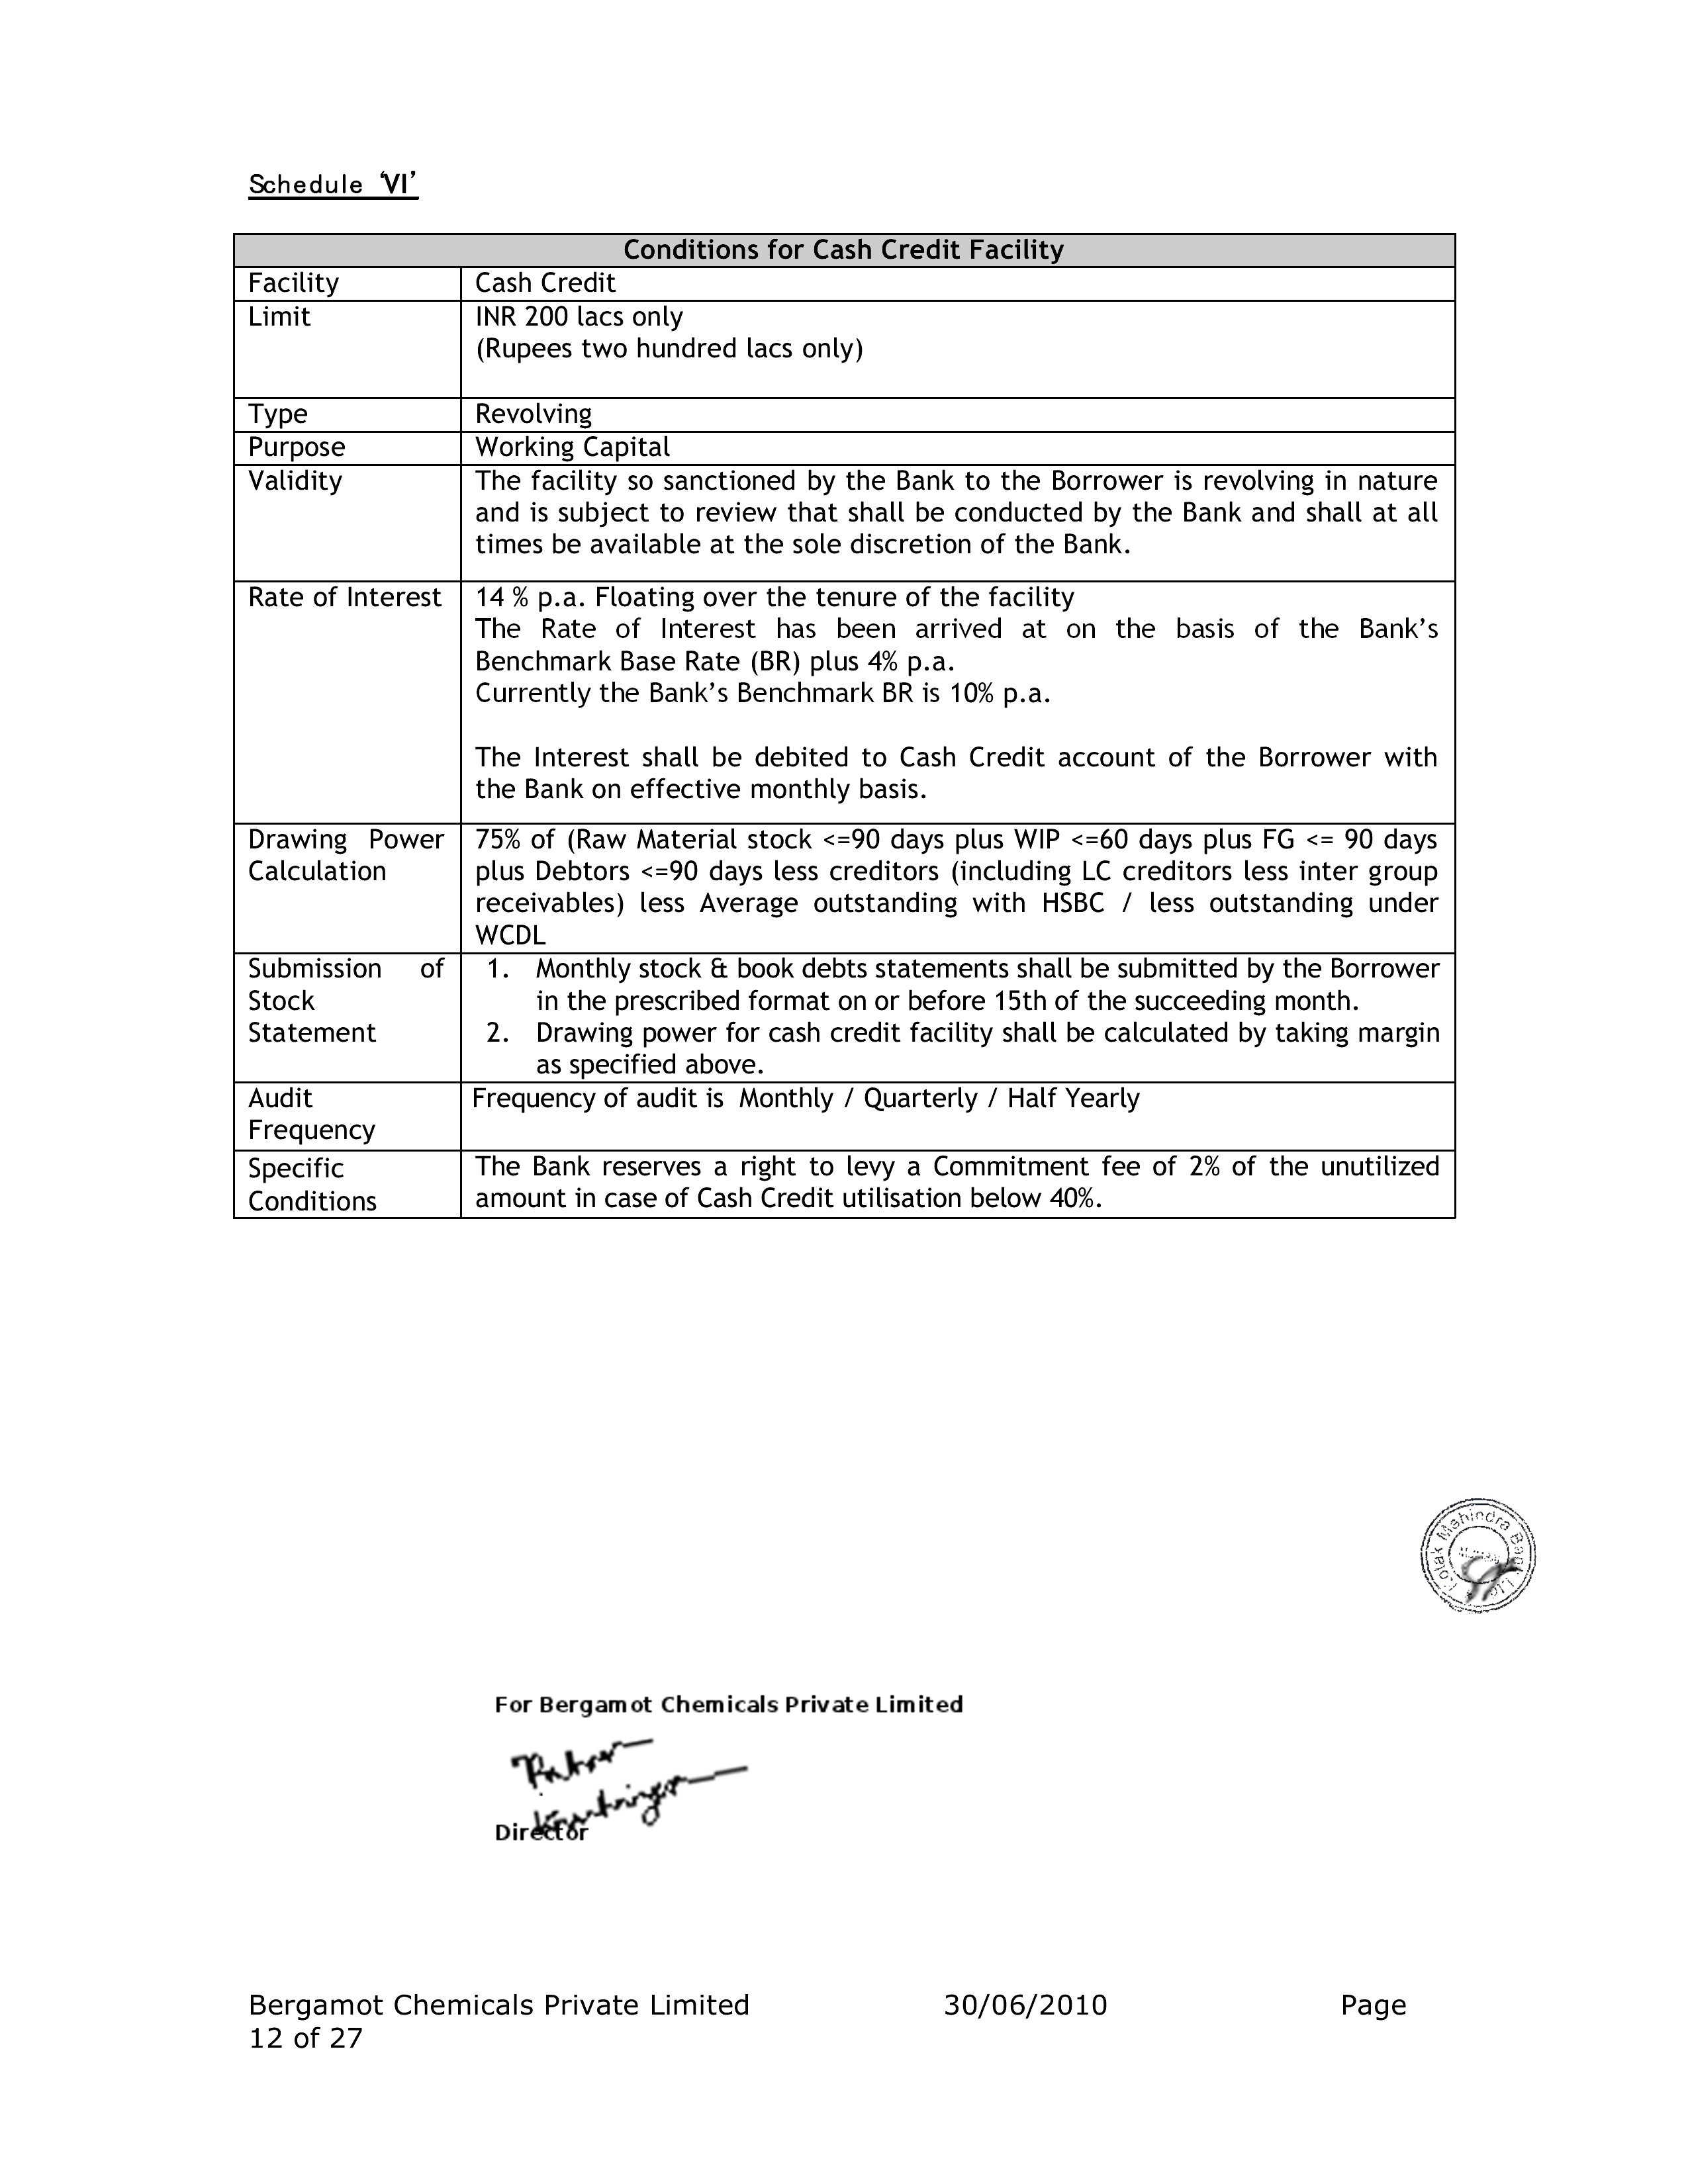 Schedule ‘VI’
Conditions for Cash Credit Facility
Facility
Cash Credit
Limit
INR 200 lacs only
(Rupees two hundred lacs only)
Type
Revolving
Purpose
Working Capital
Validity
The facility so sanctioned by the Bank to the Borrower is revolving in nature
and is subject to review that shall be conducted by the Bank and shall at all
times be available at the sole discretion of the Bank.
Rate of Interest
14 % p.a. Floating over the tenure of the facility
The Rate of Interest has been arrived at on the basis of the Bank’s
Benchmark Base Rate (BR) plus 4% p.a.
Currently the Bank’s Benchmark BR is 10% p.a.
The Interest shall be debited to Cash Credit account of the Borrower with
the Bank on effective monthly basis.
Drawing Power
Calculation
75% of (Raw Material stock <=90 days plus WIP <=60 days plus FG <= 90 days
plus Debtors <=90 days less creditors (including LC creditors less inter group
receivables) less Average outstanding with HSBC / less outstanding under
WCDL
Submission of
Stock
Statement
1. Monthly stock & book debts statements shall be submitted by the Borrower
in the prescribed format on or before 15th of the succeeding month.
2. Drawing power for cash credit facility shall be calculated by taking margin
as specified above.
Audit
Frequency
Frequency of audit is Monthly / Quarterly / Half Yearly
Specific
Conditions
The Bank reserves a right to levy a Commitment fee of 2% of the unutilized
amount in case of Cash Credit utilisation below 40%.
Kotak Mahindra Bank Ltd
For Bergamot Chemicals Private Limited
Director
Bergamot Chemicals Private Limited 30/06/2010 Page
12 of 27